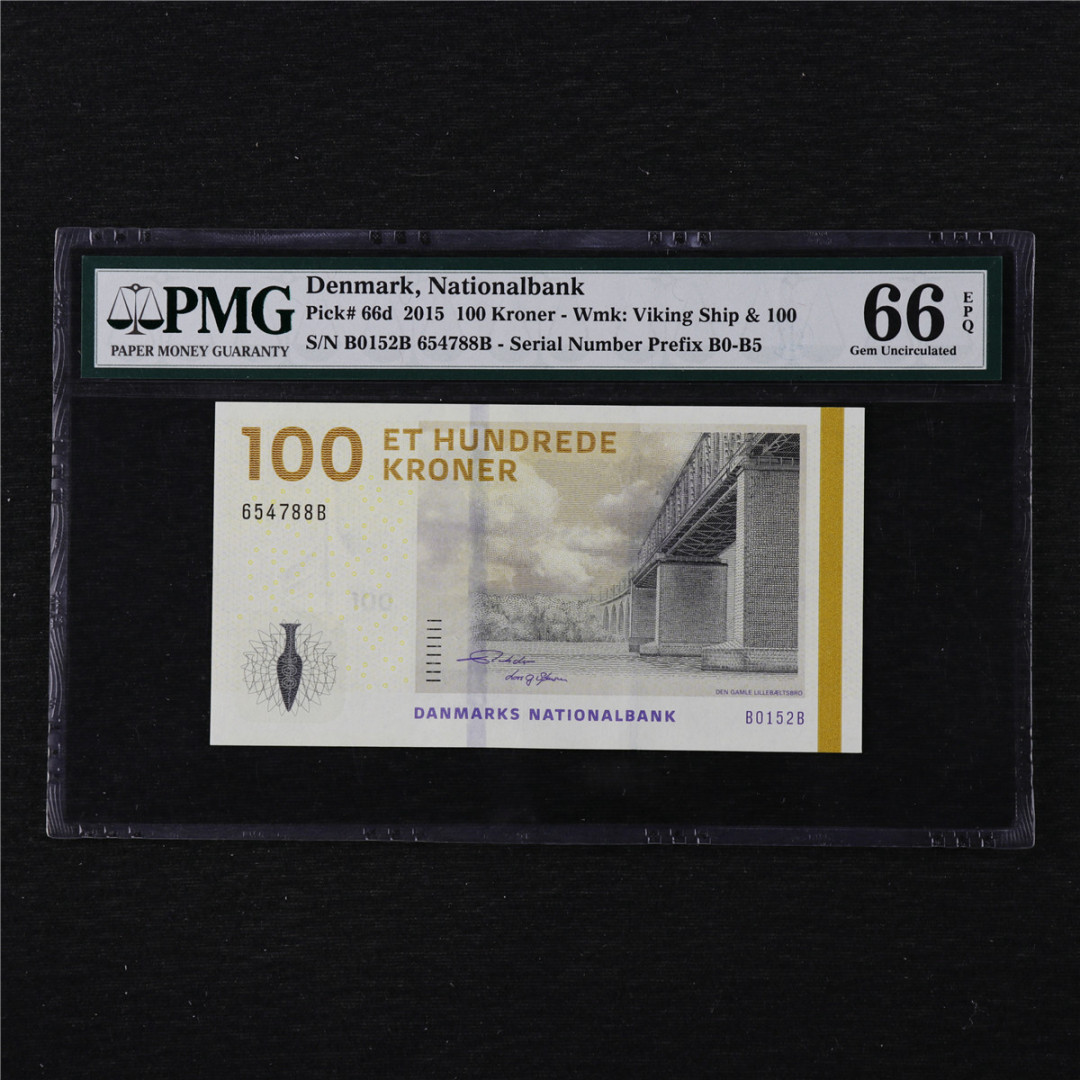 PMG
PAPER MONEY GUARANTY
Denmark, Nationalbank
Pick# 66d 2015 100 Kroner - Wmk: Viking Ship & 100
S/N B0152B 654788B - Serial Number Prefix B0-B5
66
EPQ
Gem Uncirculated
100
ET HUNDREDE
KRONER
654788B
100
DEN GAMLE LILLEBÆLTSBRO
DANMARKS NATIONALBANK
B0152B